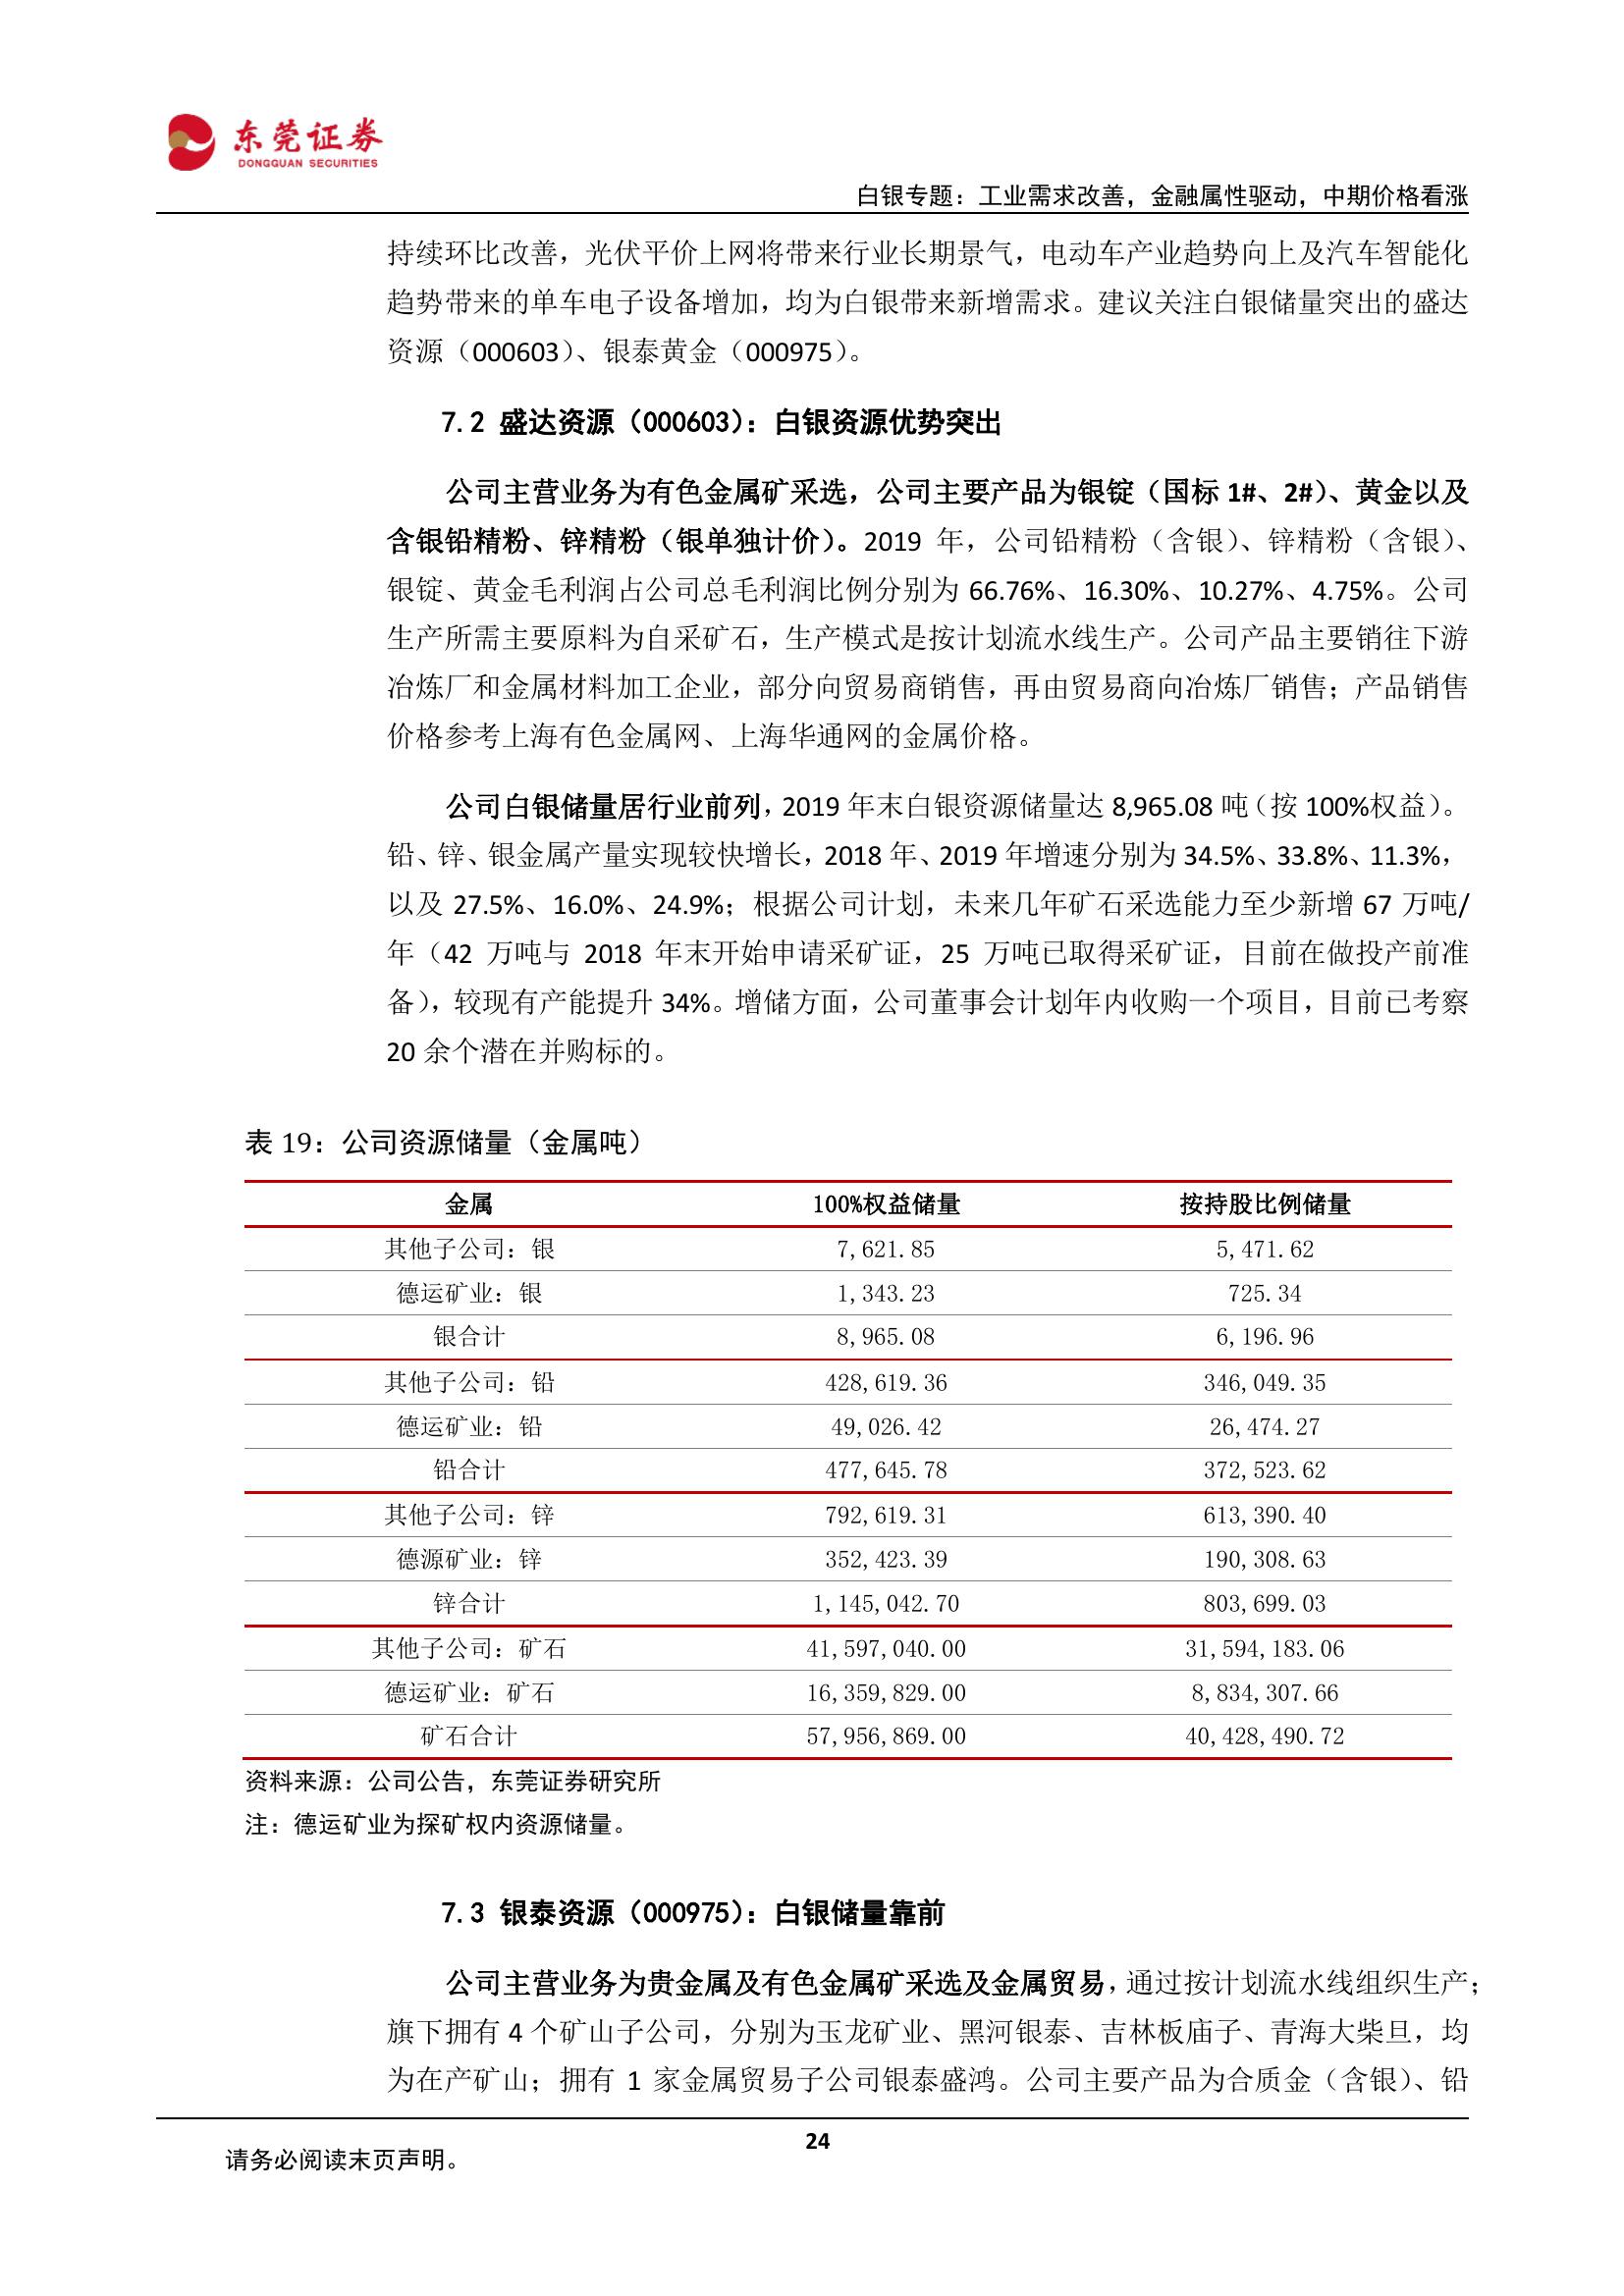 东莞证券
DONGGUAN SECURITIES
白银专题：工业需求改善，金融属性驱动，中期价格看涨
持续环比改善，光伏平价上网将带来行业长期景气，电动车产业趋势向上及汽车智能化
趋势带来的单车电子设备增加，均为白银带来新增需求。建议关注白银储量突出的盛达
资源（000603）、银泰黄金（000975）。
7.2 盛达资源（000603）：白银资源优势突出
公司主营业务为有色金属矿采选，公司主要产品为银锭（国标 1#、2#）、黄金以及
含银铅精粉、锌精粉（银单独计价）。2019 年，公司铅精粉（含银）、锌精粉（含银）、
银锭、黄金毛利润占公司总毛利润比例分别为 66.76%、16.30%、10.27%、4.75%。公司
生产所需主要原料为自采矿石，生产模式是按计划流水线生产。公司产品主要销往下游
冶炼厂和金属材料加工企业，部分向贸易商销售，再由贸易商向冶炼厂销售；产品销售
价格参考上海有色金属网、上海华通网的金属价格。
公司白银储量居行业前列，2019 年末白银资源储量达 8,965.08 吨（按 100%权益）。
铅、锌、银金属产量实现较快增长，2018 年、2019 年增速分别为 34.5%、33.8%、11.3%，
以及 27.5%、16.0%、24.9%；根据公司计划，未来几年矿石采选能力至少新增 67 万吨/
年（42 万吨与 2018 年末开始申请采矿证，25 万吨已取得采矿证，目前在做投产前准
备），较现有产能提升 34%。增储方面，公司董事会计划年内收购一个项目，目前已考察
20 余个潜在并购标的。
表 19：公司资源储量（金属吨）
金属 100%权益储量 按持股比例储量
其他子公司：银 7,621.85 5,471.62
德运矿业：银 1,343.23 725.34
银合计 8,965.08 6,196.96
其他子公司：铅 428,619.36 346,049.35
德运矿业：铅 49,026.42 26,474.27
铅合计 477,645.78 372,523.62
其他子公司：锌 792,619.31 613,390.40
德源矿业：锌 352,423.39 190,308.63
锌合计 1,145,042.70 803,699.03
其他子公司：矿石 41,597,040.00 31,594,183.06
德运矿业：矿石 16,359,829.00 8,834,307.66
矿石合计 57,956,869.00 40,428,490.72
资料来源：公司公告，东莞证券研究所
注：德运矿业为探矿权内资源储量。
7.3 银泰资源（000975）：白银储量靠前
公司主营业务为贵金属及有色金属矿采选及金属贸易，通过按计划流水线组织生产；
旗下拥有 4 个矿山子公司，分别为玉龙矿业、黑河银泰、吉林板庙子、青海大柴旦，均
为在产矿山；拥有 1 家金属贸易子公司银泰盛鸿。公司主要产品为合质金（含银）、铅
24
请务必阅读末页声明。